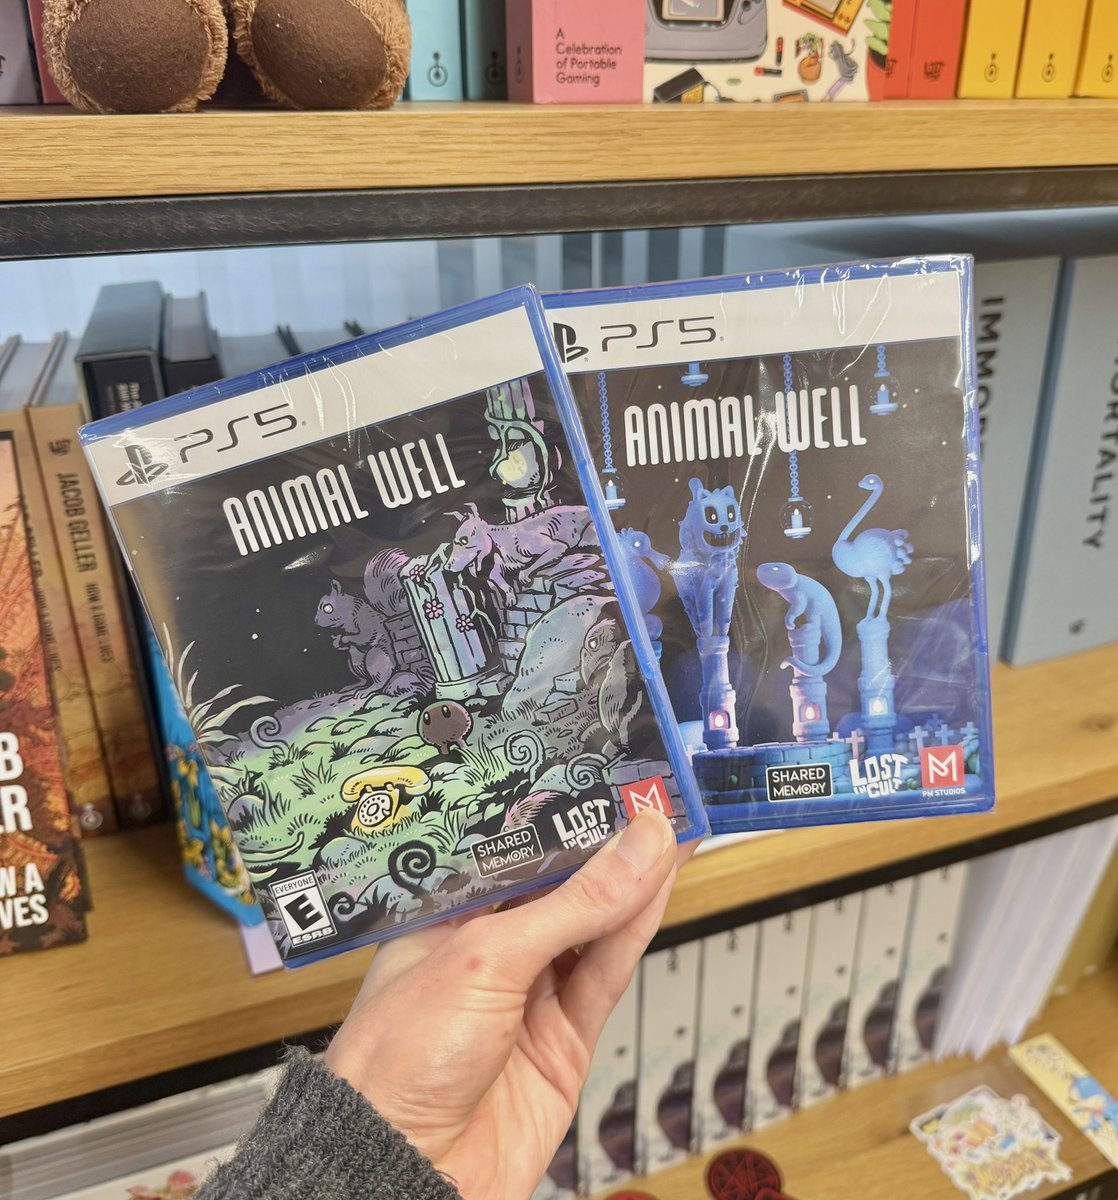 A
Celebration
of Portable
Gaming
PS5
ANIMAL WELL
SHARED
MEMORY
LOST
IN CULT
EVERYONE
E
ESRB
PS5
ANIMAL WELL
SHARED
MEMORY
LOST
IN CULT
PM STUDIOS
JACOB GELLER
HOW A GAME LIVES